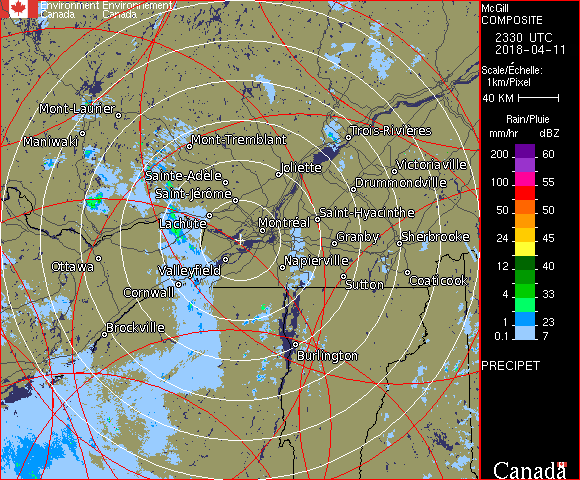 Environment Environnement
Canada Canada
McGill
COMPOSITE
2330 UTC
2018-04-11
Scale/Échelle:
1km/Pixel
40 KM
Rain/Pluie
mm/hr dBZ
200 60
150 57
100 55
50 50
24 45
12 40
4 33
1 23
0.1 7
PRECIPET
Canada
Mont-Laurier
Maniwaki
Mont-Tremblant
Trois-Rivières
Joliette
Victoriaville
Sainte-Adèle
Drummondville
Saint-Jérôme
Saint-Hyacinthe
Lachute
Montréal
Granby
Sherbrooke
Ottawa
Valleyfield
Napierville
Cornwall
Sutton
Coaticook
Brockville
Burlington